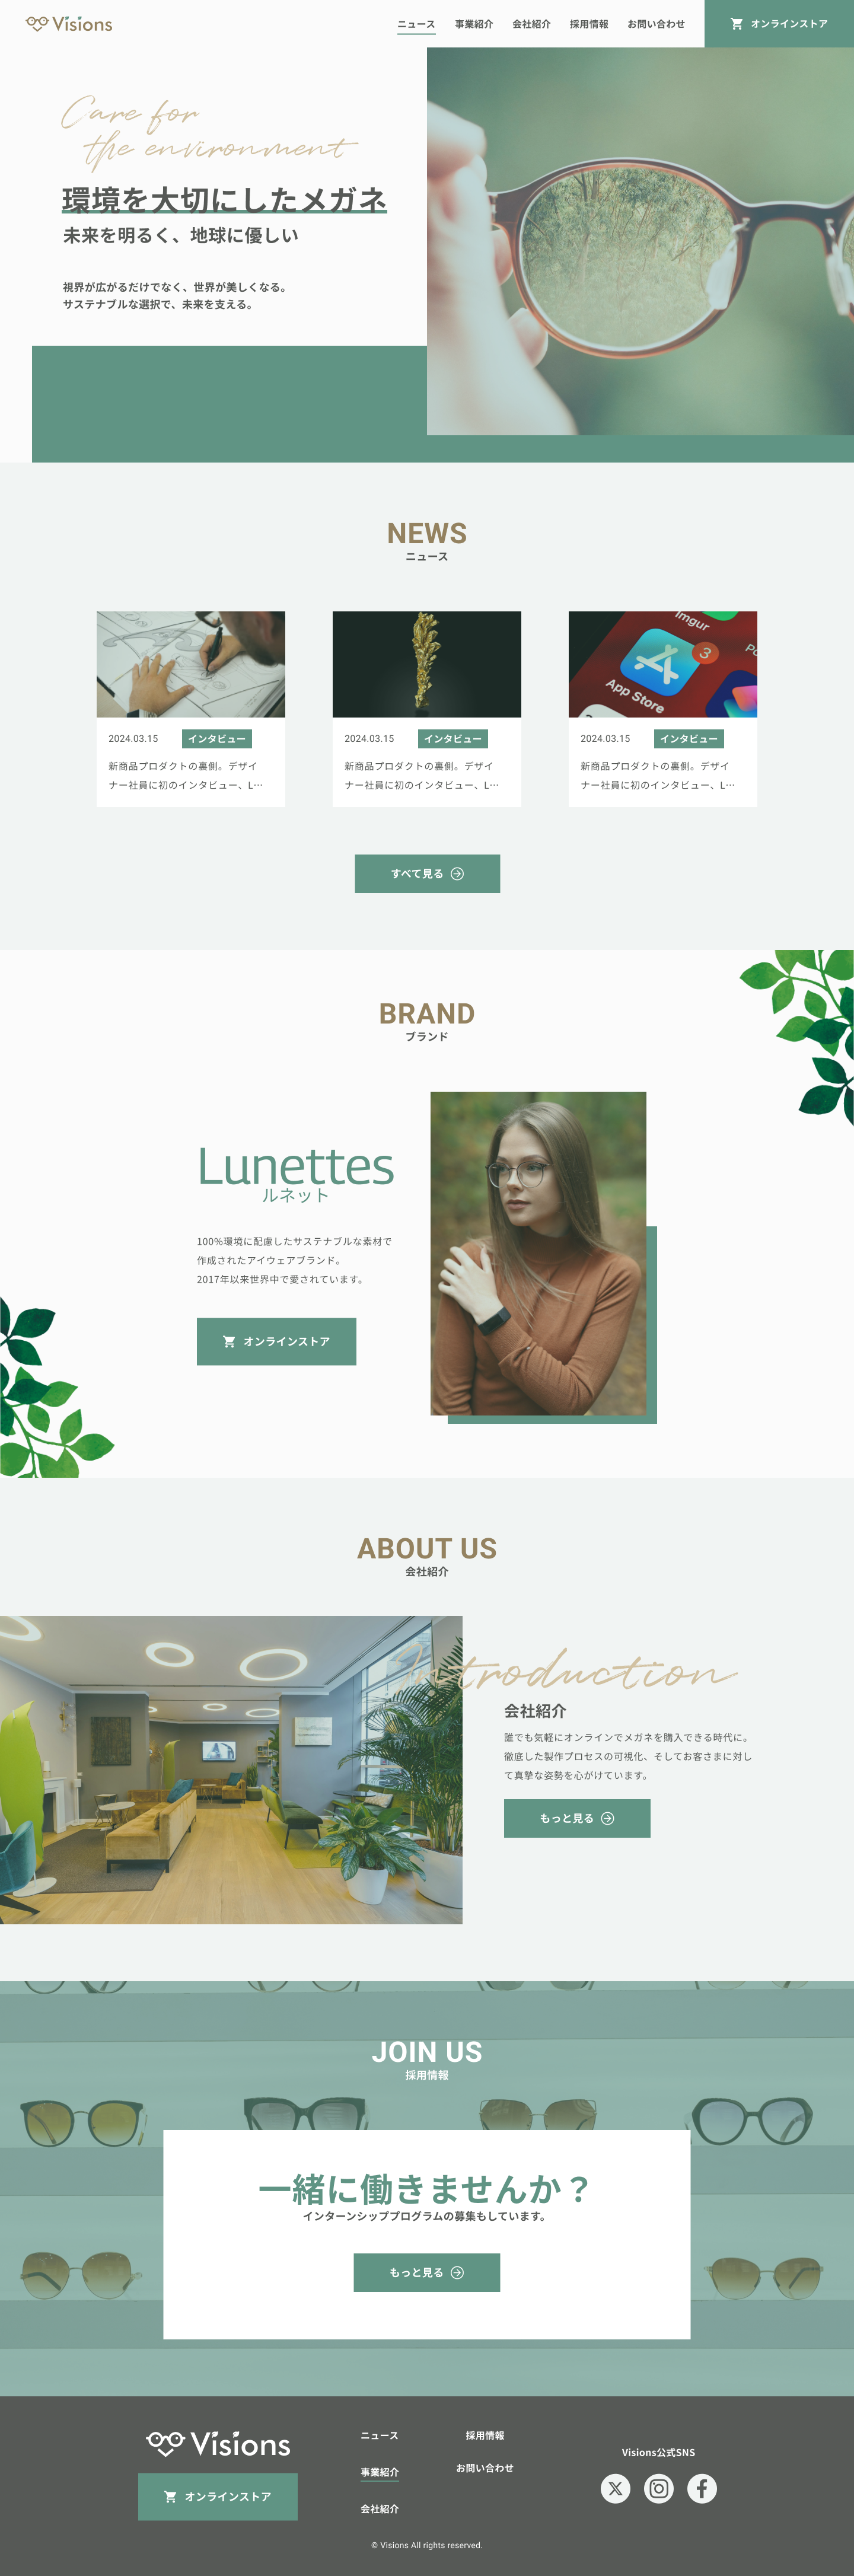 Visions
ニュース
事業紹介
会社紹介
採用情報
お問い合わせ
オンラインストア
Care for
the environment
環境を大切にしたメガネ
未来を明るく、地球に優しい
視界が広がるだけでなく、世界が美しくなる。
サステナブルな選択で、未来を支える。
NEWS
ニュース
Imgur
3
App Store
2024.03.15 インタビュー
新商品プロダクトの裏側。デザイ
ナー社員に初のインタビュー、L…
2024.03.15 インタビュー
新商品プロダクトの裏側。デザイ
ナー社員に初のインタビュー、L…
2024.03.15 インタビュー
新商品プロダクトの裏側。デザイ
ナー社員に初のインタビュー、L…
すべて見る
BRAND
ブランド
Lunettes
ルネット
100%環境に配慮したサステナブルな素材で
作成されたアイウェアブランド。
2017年以来世界中で愛されています。
オンラインストア
ABOUT US
会社紹介
Introduction
会社紹介
誰でも気軽にオンラインでメガネを購入できる時代に。
徹底した製作プロセスの可視化、そしてお客さまに対し
て真摯な姿勢を心がけています。
もっと見る
JOIN US
採用情報
一緒に働きませんか？
インターンシッププログラムの募集もしています。
もっと見る
Visions
オンラインストア
ニュース
事業紹介
会社紹介
採用情報
お問い合わせ
Visions公式SNS
© Visions All rights reserved.